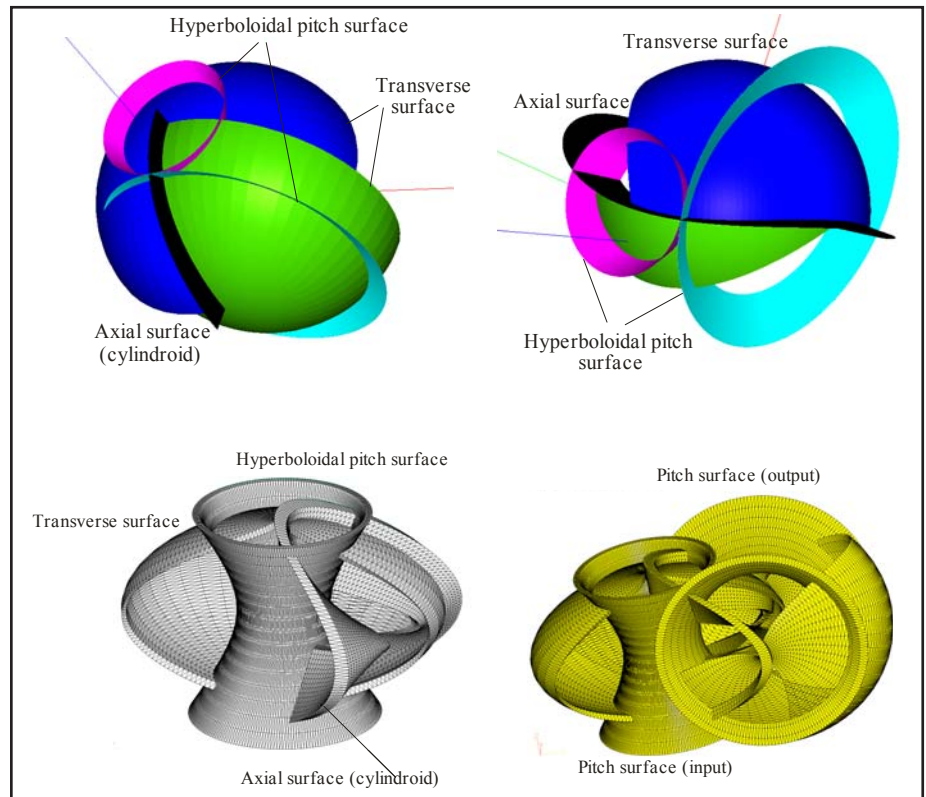 Hyperboloidal pitch surface
Transverse
surface
Axial surface
(cylindroid)
Transverse surface
Axial surface
Hyperboloidal pitch
surface
Hyperboloidal pitch surface
Transverse surface
Axial surface (cylindroid)
Pitch surface (output)
Pitch surface (input)